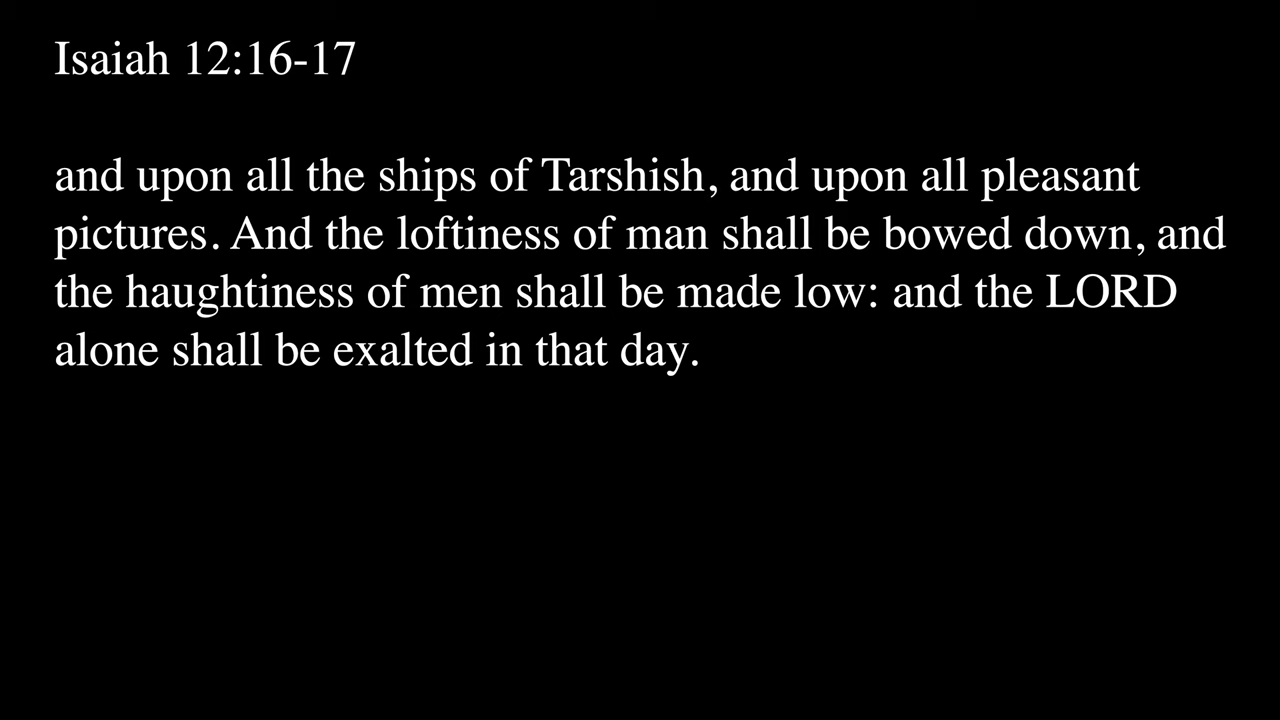 Isaiah 12:16-17
and upon all the ships of Tarshish, and upon all pleasant
pictures. And the loftiness of man shall be bowed down, and
the haughtiness of men shall be made low: and the LORD
alone shall be exalted in that day.